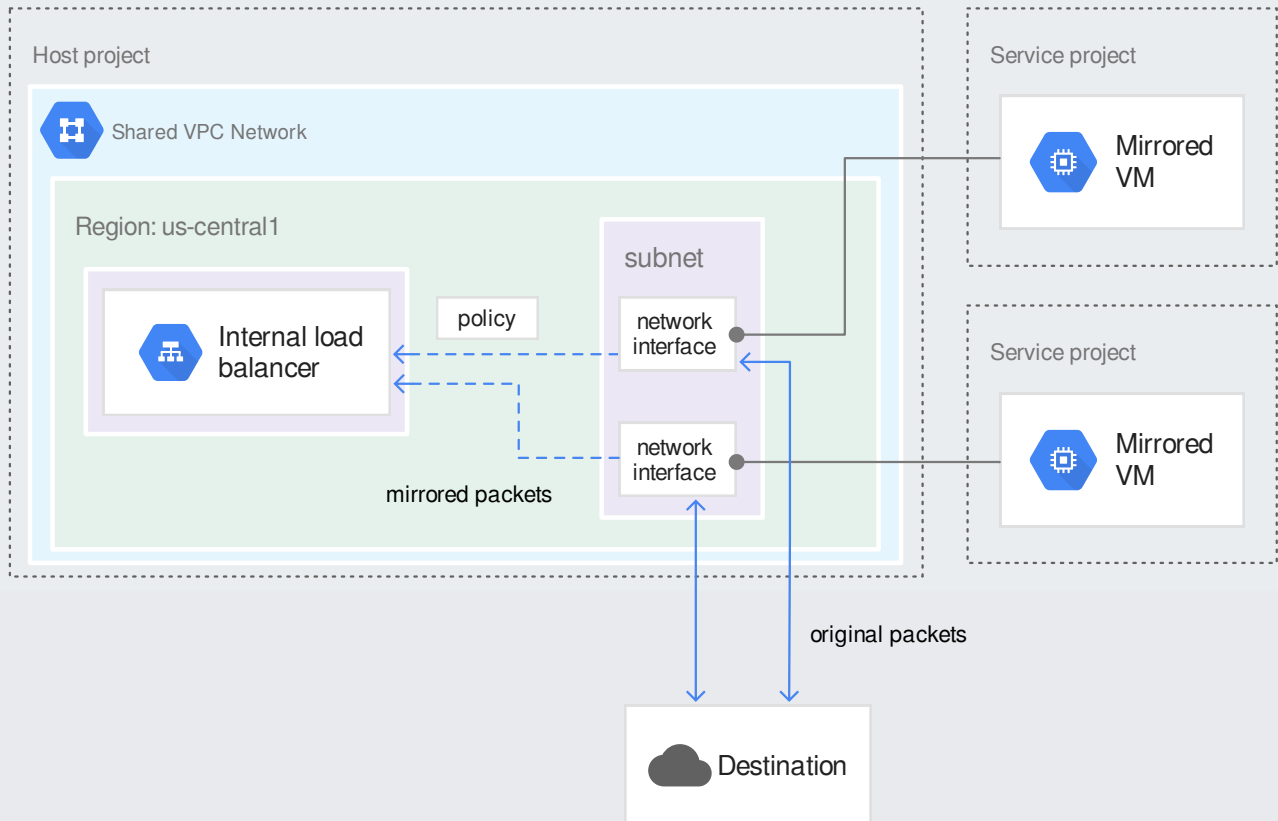 Host project
Shared VPC Network
Region: us-central1
Internal load
balancer
policy
mirrored packets
subnet
network
interface
network
interface
Service project
Mirrored
VM
Service project
Mirrored
VM
original packets
Destination